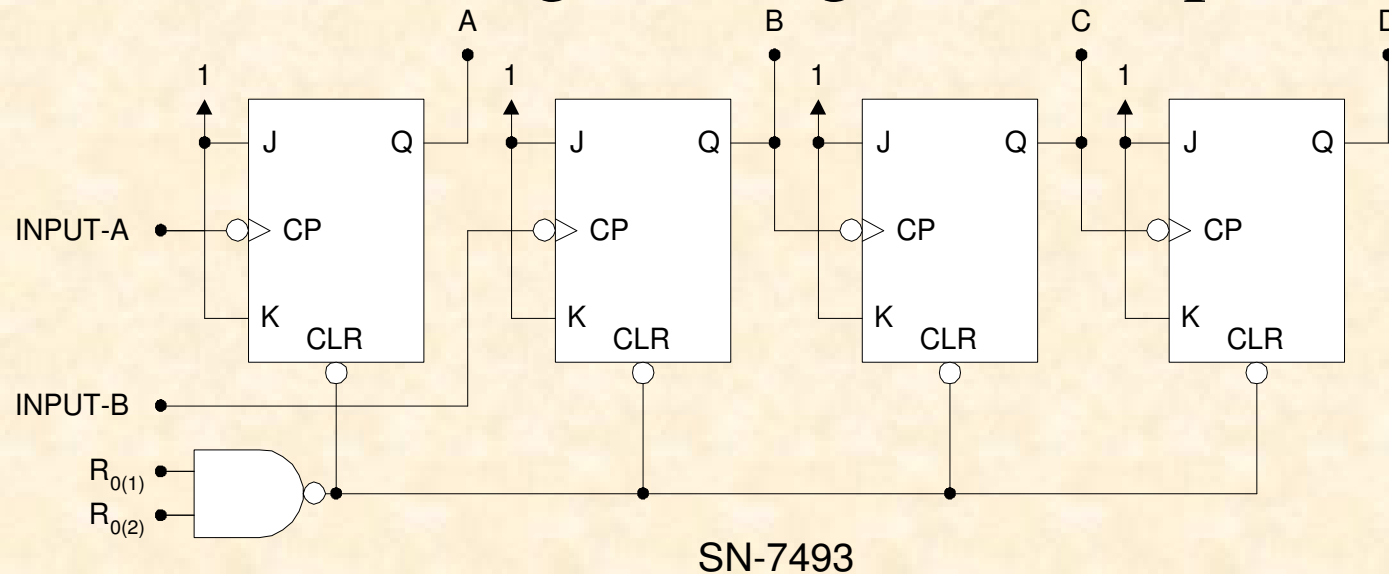 A B C D
1 1 1 1
J Q J Q J Q J Q
INPUT-A CP CP CP CP
K K K K
CLR CLR CLR CLR
INPUT-B
R0(1)
R0(2)
SN-7493